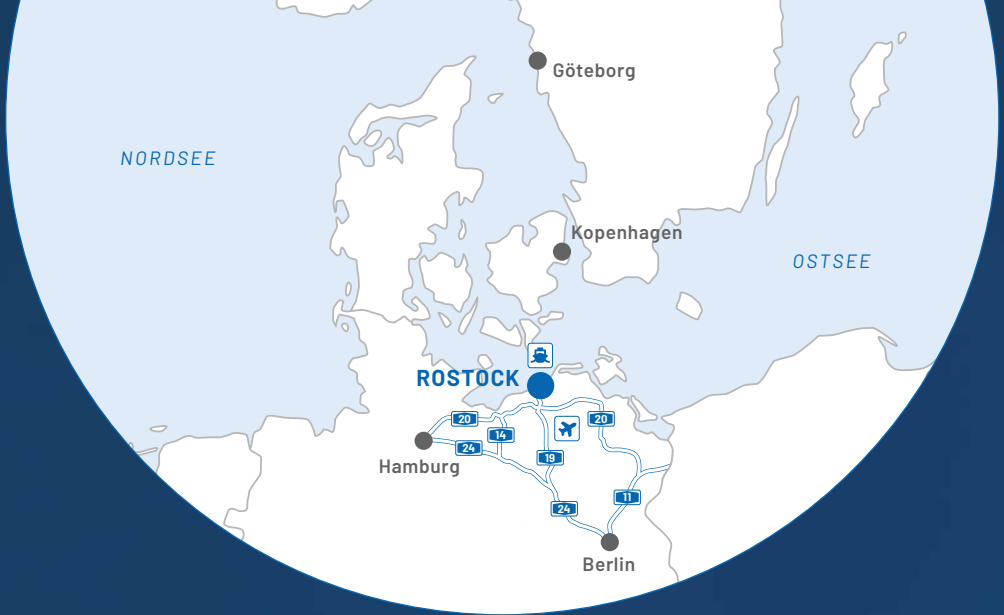 Göteborg
NORDSEE
Kopenhagen
OSTSEE
ROSTOCK
20
20
14
24
19
Hamburg
11
24
Berlin